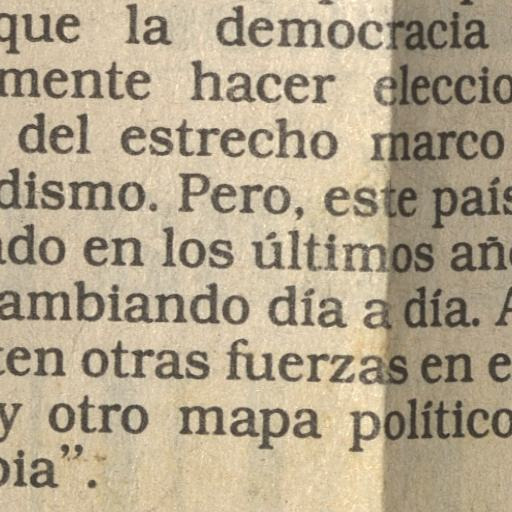 que la democracia
mente hacer eleccio
del estrecho marco
dismo. Pero, este país
do en los últimos añ
ambiando día a día. A
ten otras fuerzas en e
y otro mapa político
bia”.